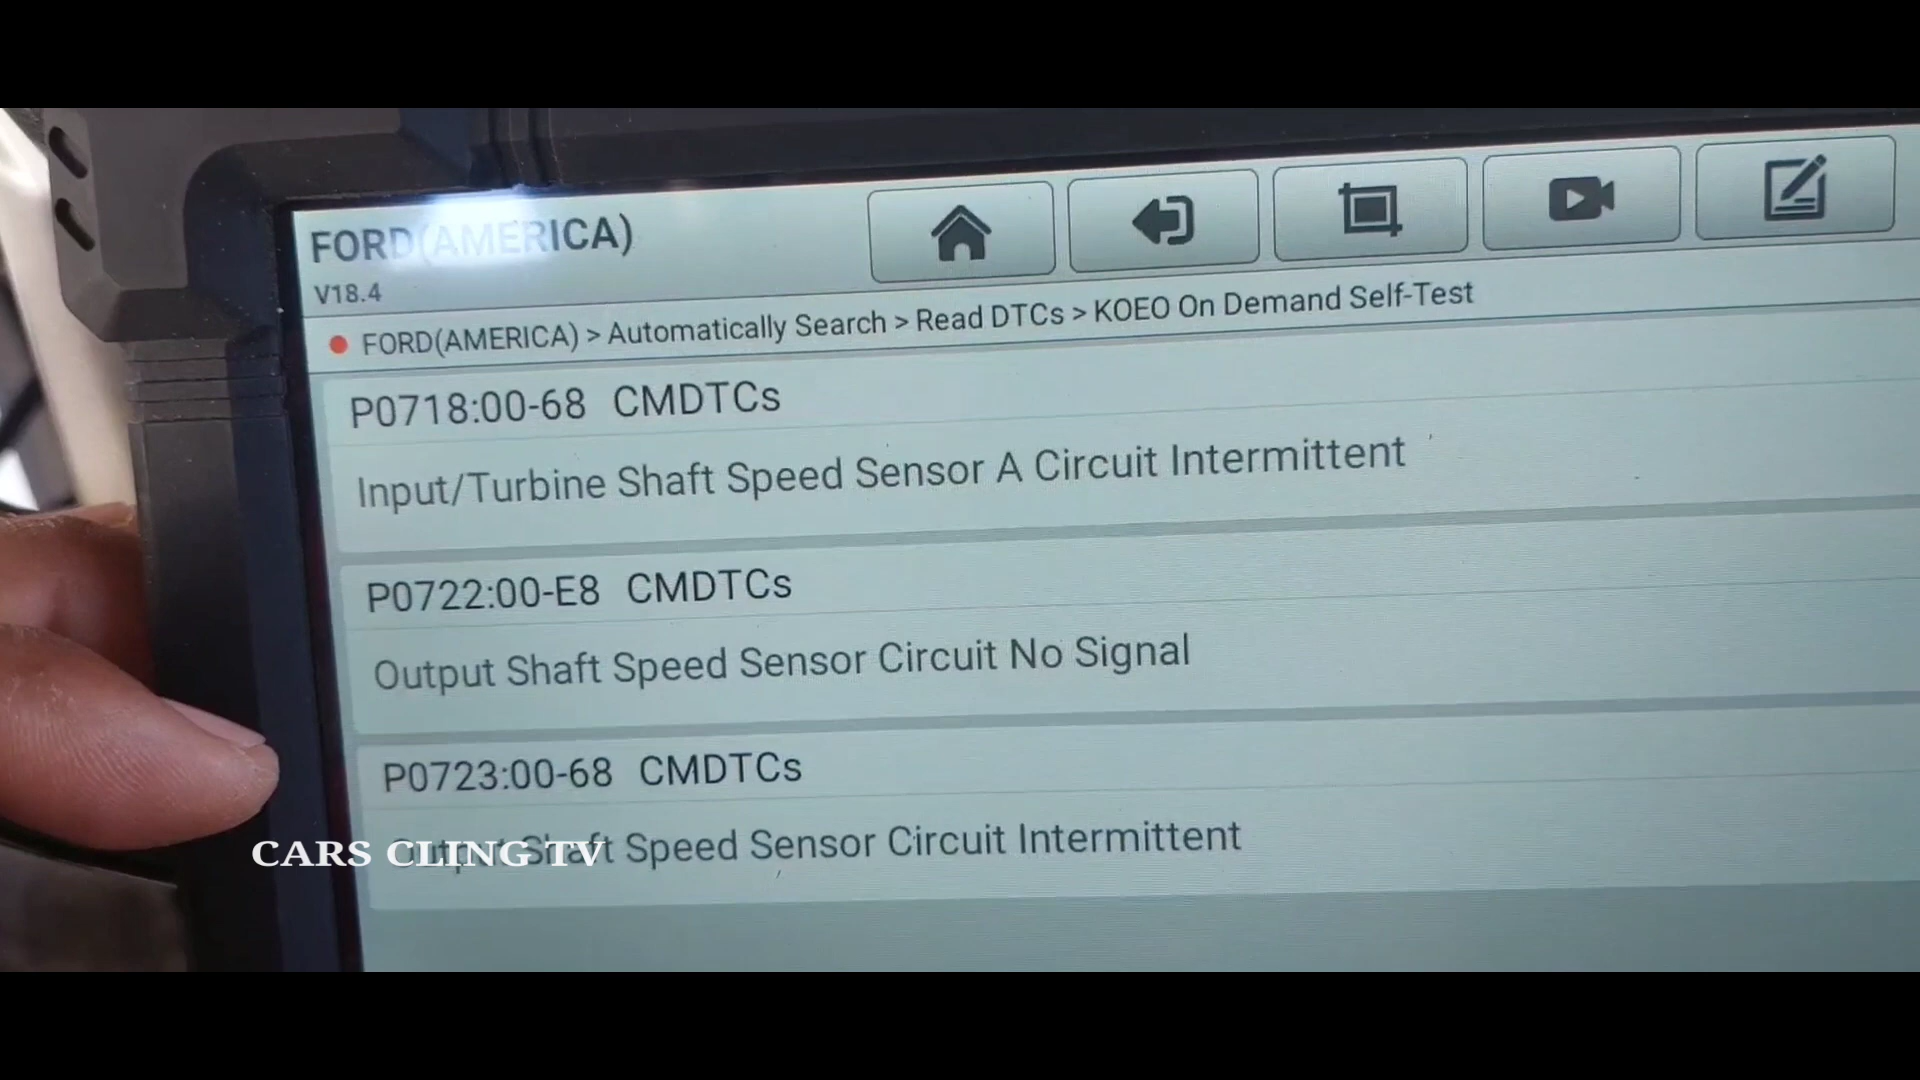 FORD(AMERICA)
V18.4
FORD(AMERICA) > Automatically Search > Read DTCs > KOEO On Demand Self-Test
P0718:00-68 CMDTCs
Input/Turbine Shaft Speed Sensor A Circuit Intermittent
P0722:00-E8 CMDTCs
Output Shaft Speed Sensor Circuit No Signal
P0723:00-68 CMDTCs
Output Shaft Speed Sensor Circuit Intermittent
CARS CLING TV